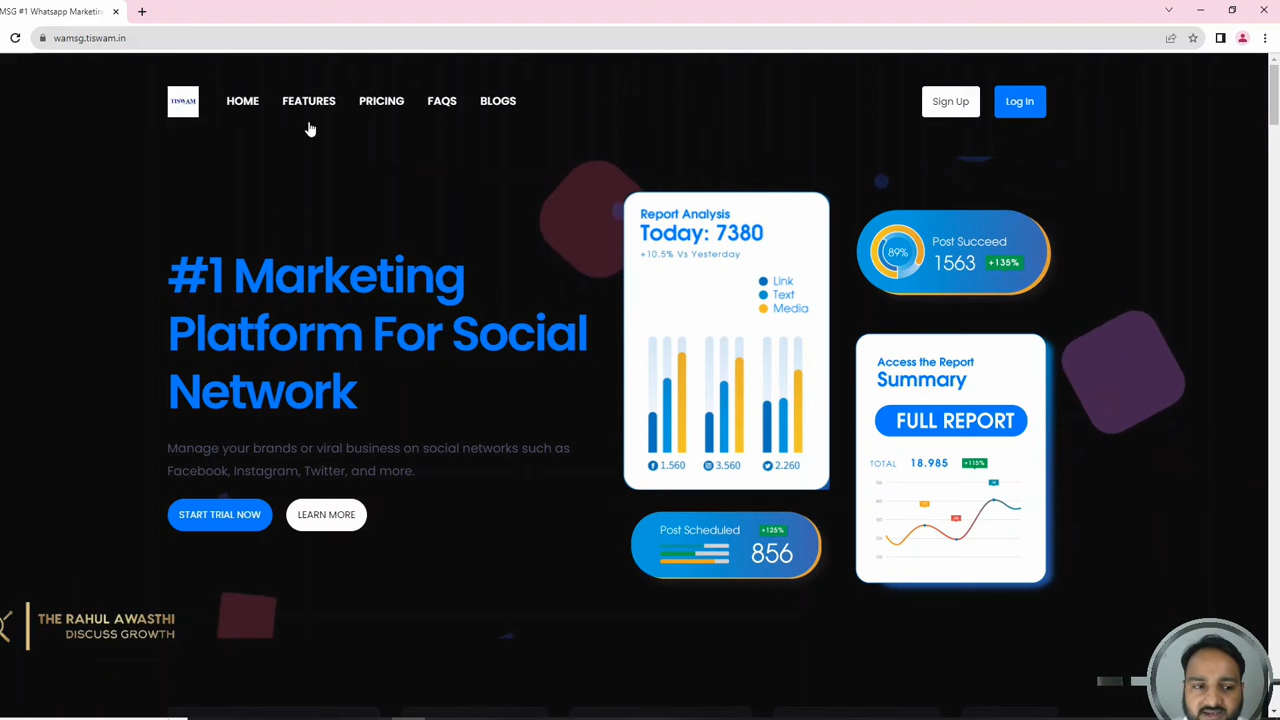 MSG #1 Whatsapp Marketin
wamsg.tiswam.in
TISWAM
HOME
FEATURES
PRICING
FAQS
BLOGS
Sign Up
Log In
#1 Marketing
Platform For Social
Network
Manage your brands or viral business on social networks such as
Facebook, Instagram, Twitter, and more.
START TRIAL NOW
LEARN MORE
Report Analysis
Today: 7380
+10.5% Vs Yesterday
Link
Text
Media
1.560
3.560
2.260
Post Succeed
89%
1563
+135%
Access the Report
Summary
FULL REPORT
TOTAL
18.985
+115%
Post Scheduled
+125%
856
THE RAHUL AWASTHI
DISCUSS GROWTH